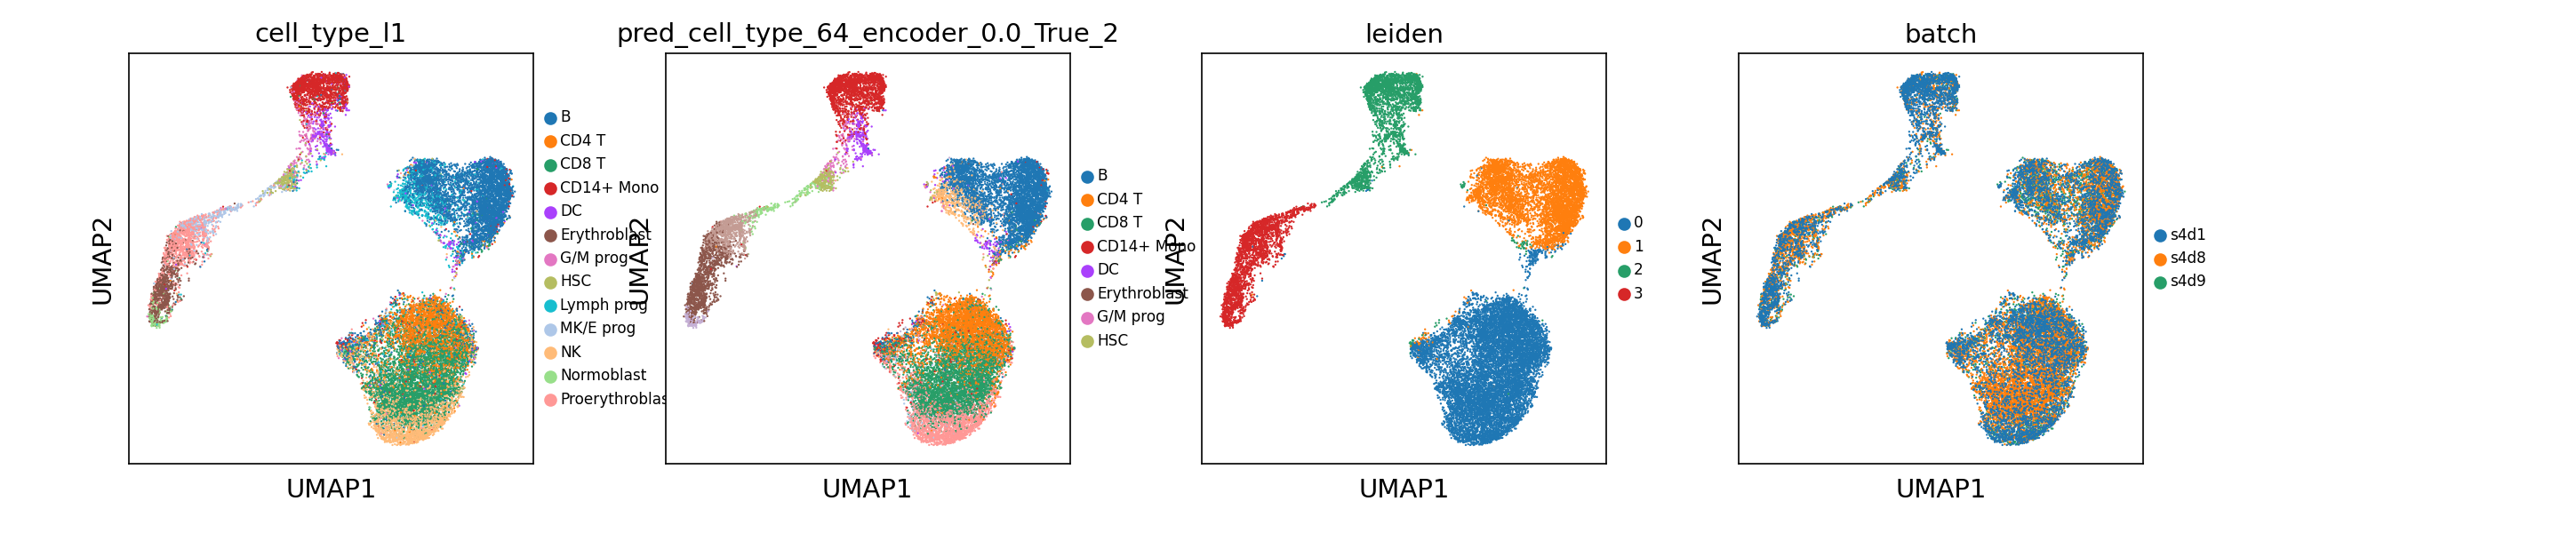 cell_type_l1
B
CD4 T
CD8 T
CD14+ Mono
DC
Erythroblast
G/M prog
HSC
Lymph prog
MK/E prog
NK
Normoblast
Proerythroblas
UMAP2
UMAP1
pred_cell_type_64_encoder_0.0_True_2
B
CD4 T
CD8 T
CD14+ Mono
DC
Erythroblast
G/M prog
HSC
UMAP2
UMAP1
leiden
0
1
2
3
UMAP2
UMAP1
batch
s4d1
s4d8
s4d9
UMAP2
UMAP1